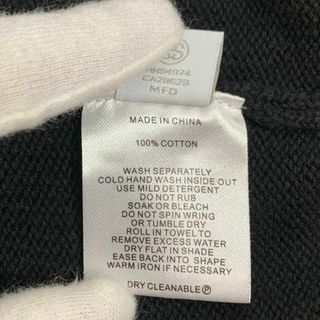 RN94974
CA28629
MED
MADE IN CHINA
100% COTTON
WASH SEPARATELY
COLD HAND WASH INSIDE OUT
USE MILD DETERGENT
DO NOT RUB
SOAK OR BLEACH
DO NOT SPIN WRING
OR TUMBLE DRY
ROLL IN TOWEL TO
REMOVE EXCESS WATER
DRY FLAT IN SHADE
EASE BACK INTO SHAPE
WARM IRON IF NECESSARY
DRY CLEANABLE Ⓟ